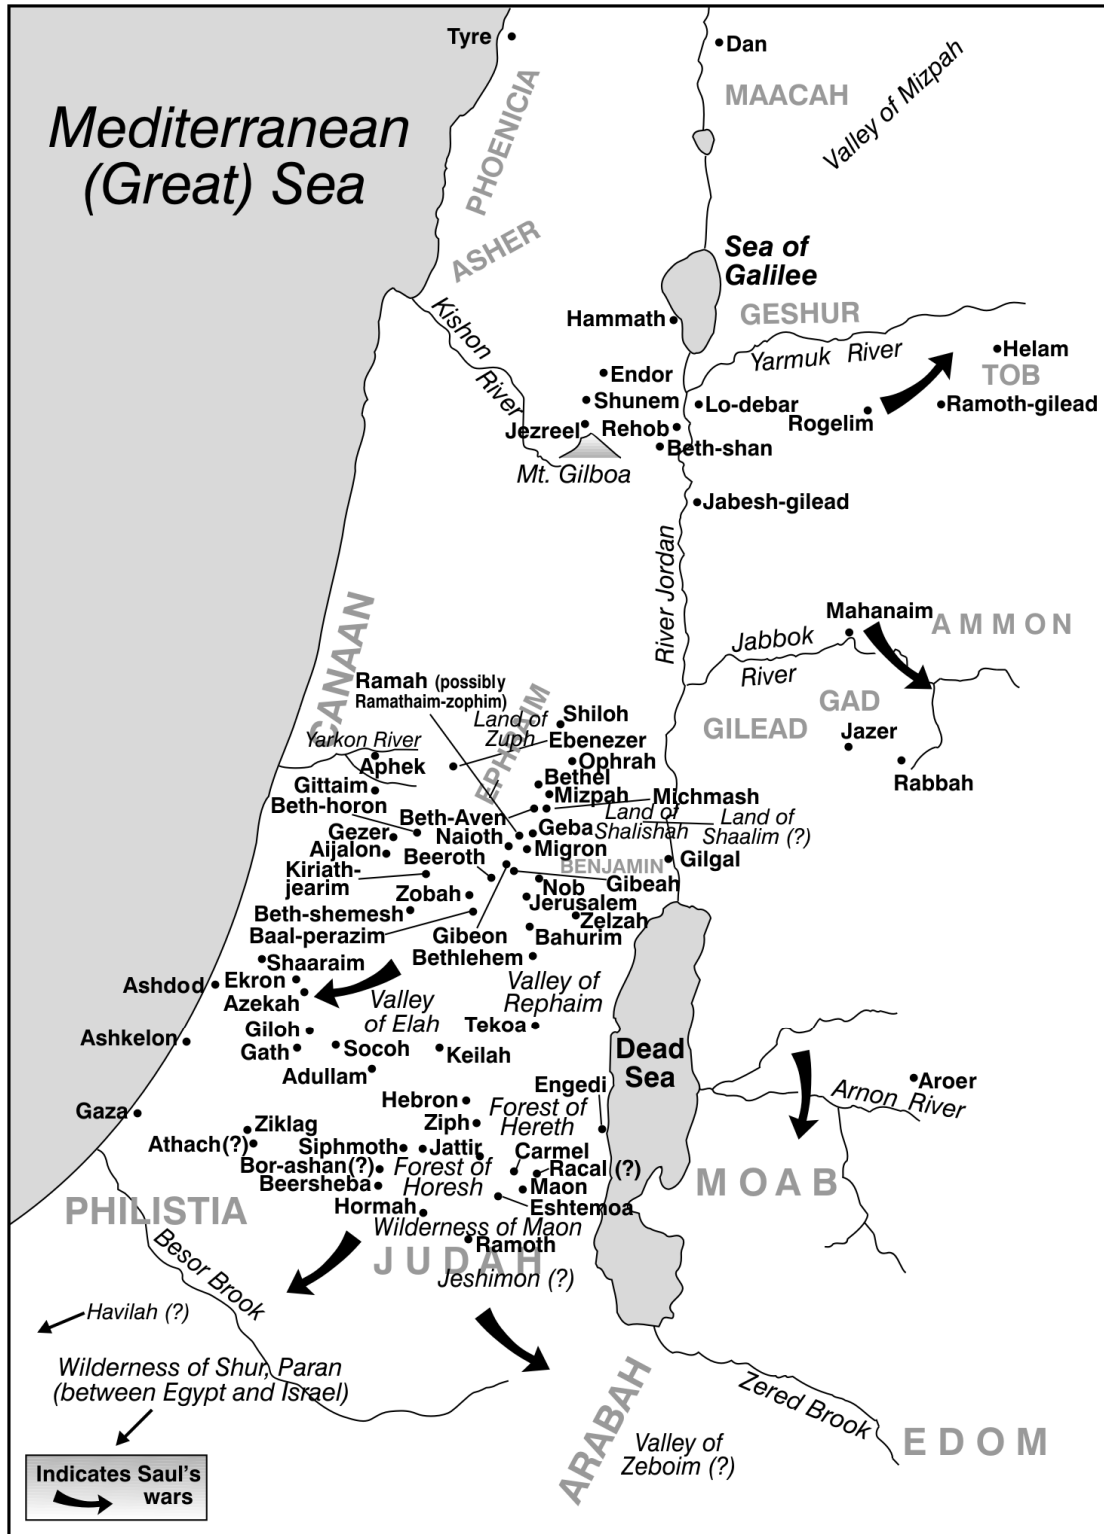 Tyre
Dan
MAACAH
Valley of Mizpah
Mediterranean
(Great) Sea
PHOENICIA
ASHER
Sea of
Galilee
GESHUR
Kishon
River
Hammath
Yarmuk River
Helam
TOB
Endor
Shunem
Lo-debar
Ramoth-gilead
Rogelim
Jezreel
Rehob
Beth-shan
Mt. Gilboa
Jabesh-gilead
River Jordan
CANAAN
Mahanaim
AMMON
Jabbok
River
GAD
GILEAD
Jazer
Rabbah
Ramah (possibly
Ramathaim-zophim)
EPHRAIM
Land of
Zuph
Shiloh
Yarkon River
Ebenezer
Aphek
Ophrah
Gittaim
Bethel
Mizpah
Michmash
Beth-horon
Beth-Aven
Land of
Shalishah
Land of
Shaalim (?)
Gezer
Naioth
Geba
Aijalon
Beeroth
Migron
BENJAMIN
Gilgal
Kiriath-
jearim
Gibeah
Zobah
Nob
Jerusalem
Beth-shemesh
Zelzah
Baal-perazim
Gibeon
Bahurim
Bethlehem
Shaaraim
Ashdod
Ekron
Azekah
Valley
of Elah
Valley of
Rephaim
Giloh
Tekoa
Ashkelon
Gath
Socoh
Keilah
Dead
Sea
Adullam
Engedi
Aroer
Arnon River
Hebron
Gaza
Ziph
Forest of
Hereth
Ziklag
Athach(?)
Siphmoth
Jattir
Carmel
Bor-ashan(?)
Forest of
Horesh
Racal (?)
Beersheba
Maon
MOAB
Eshtemoa
Hormah
PHILISTIA
Wilderness of Maon
Ramoth
JUDAH
Jeshimon (?)
Besor Brook
Havilah (?)
Wilderness of Shur, Paran
(between Egypt and Israel)
ARABAH
Zered Brook
EDOM
Valley of
Zeboim (?)
Indicates Saul's
wars